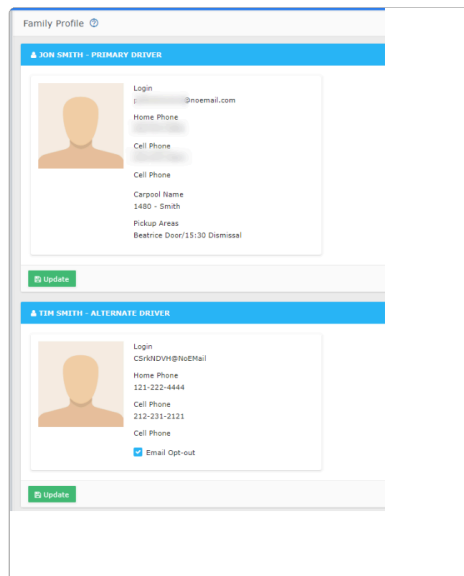 Family Profile
JON SMITH - PRIMARY DRIVER
Login
@noemail.com
Home Phone
Cell Phone
Cell Phone
Carpool Name
1480 - Smith
Pickup Areas
Beatrice Door/15:30 Dismissal
Update
TIM SMITH - ALTERNATE DRIVER
Login
CSrkNDVH@NoEMail
Home Phone
121-222-4444
Cell Phone
212-231-2121
Cell Phone
Email Opt-out
Update